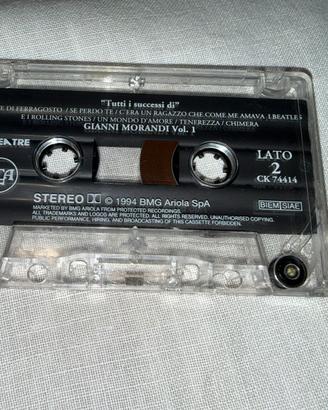 "Tutti i successi di"
E DI FERRAGOSTO / SE PERDO TE / C'ERA UN RAGAZZO CHE COME ME AMAVA I BEATLES
E I ROLLING STONES / UN MONDO D'AMORE / TENEREZZA / CHIMERA
GIANNI MORANDI Vol. 1
EATRE
LATO
2
CK 74414
CA
STEREO DD © 1994 BMG Ariola SpA
MARKETED BY BMG ARIOLA FROM PROTECTED RECORDINGS.
ALL TRADEMARKS AND LOGOS ARE PROTECTED. ALL RIGHTS RESERVED. UNAUTHORISED COPYING,
PUBLIC PERFORMANCE, HIRING, AND BROADCASTING OF THIS CASSETTE FORBIDDEN.
BIEM SIAE